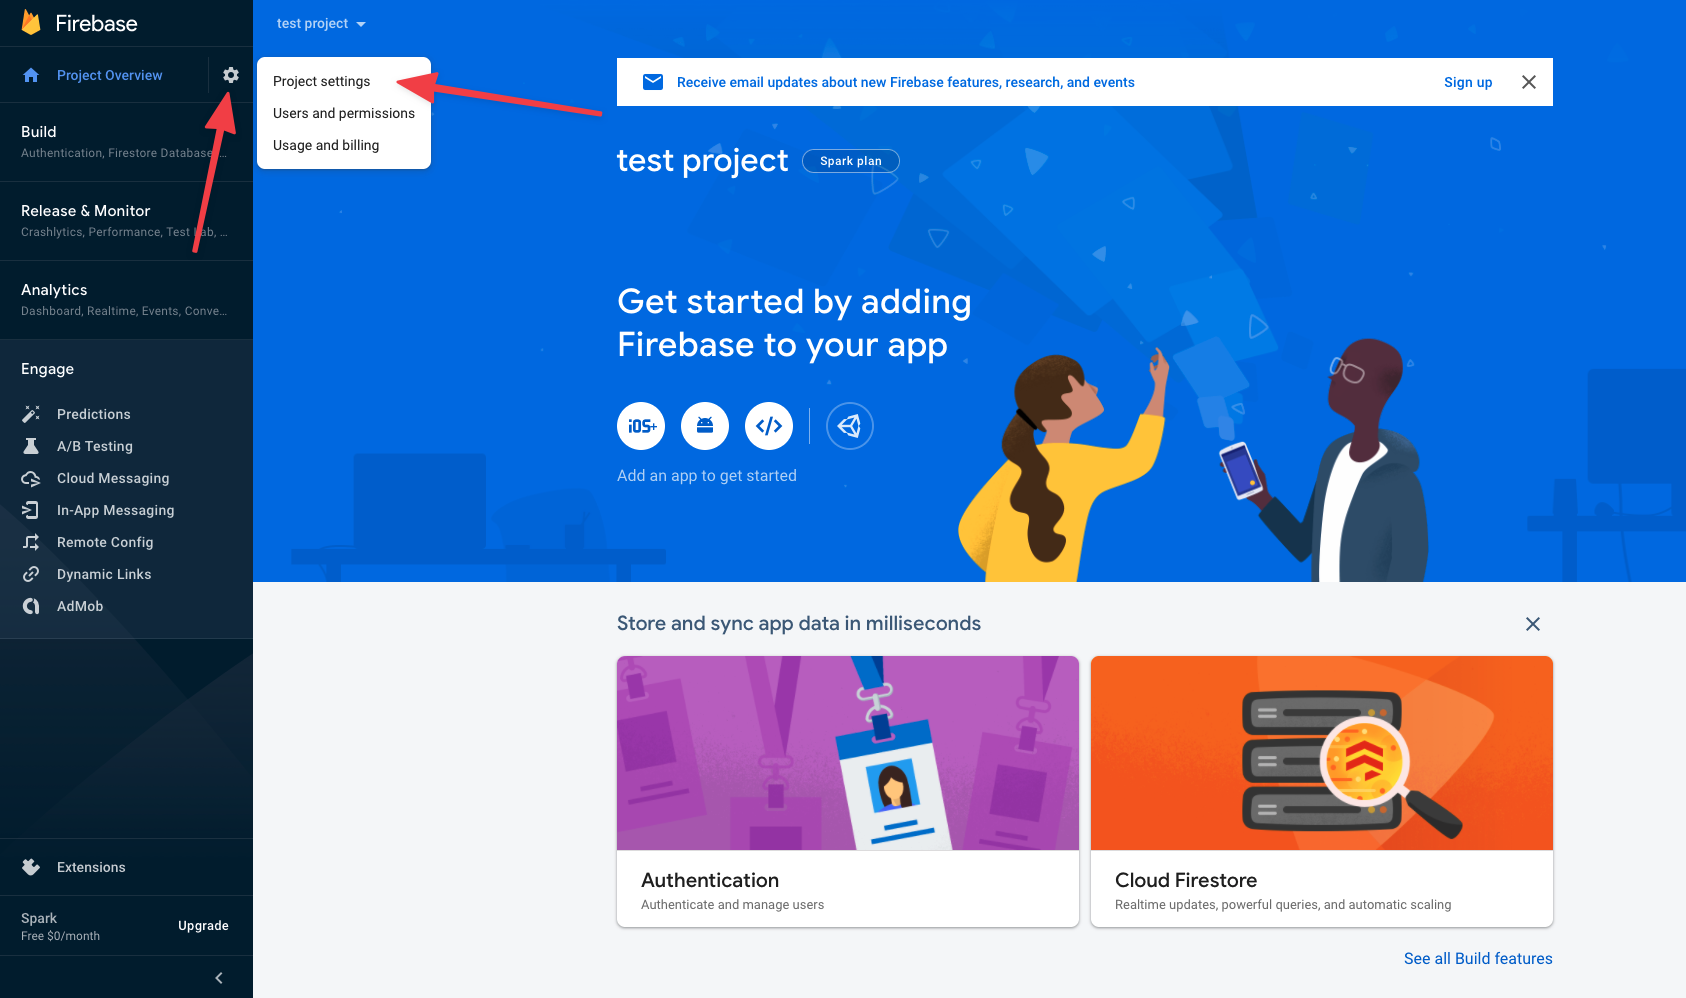 Firebase
test project
Project Overview
Project settings
Users and permissions
Usage and billing
Receive email updates about new Firebase features, research, and events
Sign up
Build
Authentication, Firestore Database, ...
Release & Monitor
Crashlytics, Performance, Test Lab, ...
Analytics
Dashboard, Realtime, Events, Conve...
Engage
Predictions
A/B Testing
Cloud Messaging
In-App Messaging
Remote Config
Dynamic Links
AdMob
Extensions
Spark
Free $0/month
Upgrade
test project
Spark plan
Get started by adding
Firebase to your app
iOS+
Add an app to get started
Store and sync app data in milliseconds
Authentication
Authenticate and manage users
Cloud Firestore
Realtime updates, powerful queries, and automatic scaling
See all Build features